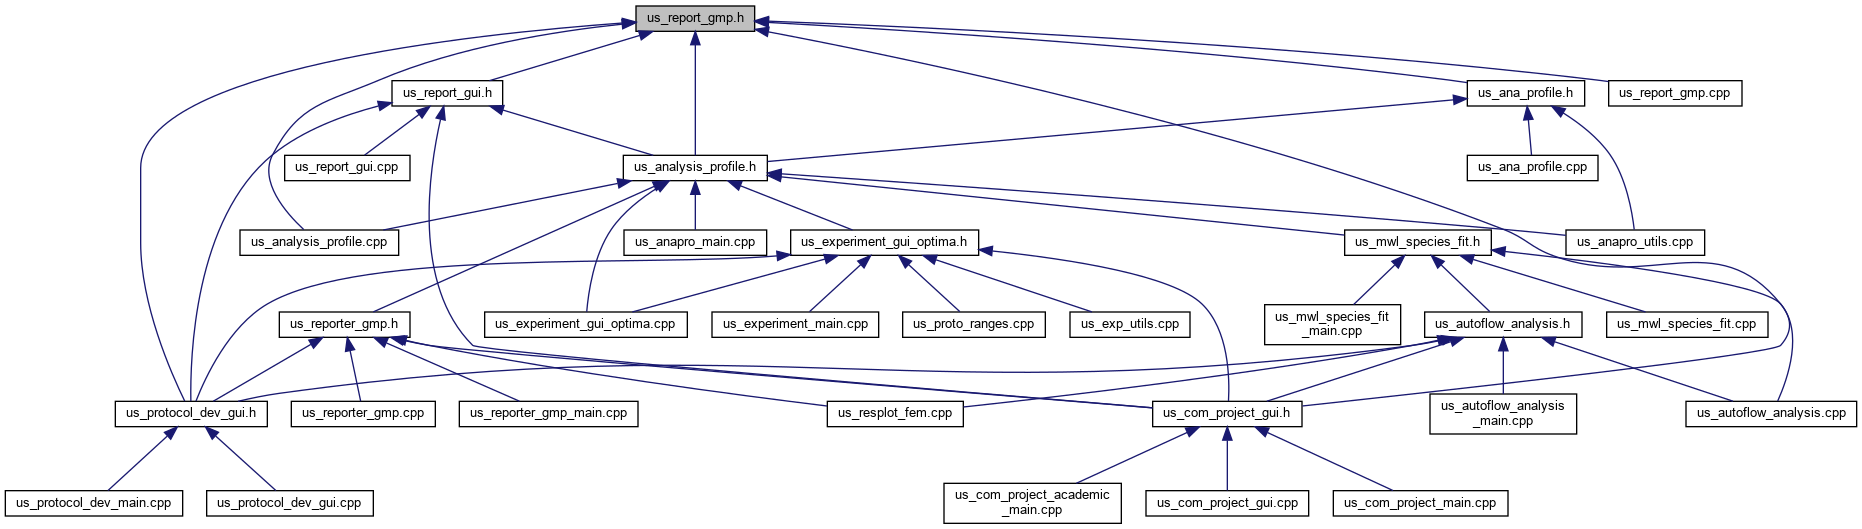 us_report_gmp.h
us_report_gui.h
us_ana_profile.h
us_report_gmp.cpp
us_report_gui.cpp
us_analysis_profile.h
us_ana_profile.cpp
us_analysis_profile.cpp
us_anapro_main.cpp
us_experiment_gui_optima.h
us_mwl_species_fit.h
us_anapro_utils.cpp
us_reporter_gmp.h
us_experiment_gui_optima.cpp
us_experiment_main.cpp
us_proto_ranges.cpp
us_exp_utils.cpp
us_mwl_species_fit
_main.cpp
us_autoflow_analysis.h
us_mwl_species_fit.cpp
us_protocol_dev_gui.h
us_reporter_gmp.cpp
us_reporter_gmp_main.cpp
us_resplot_fem.cpp
us_com_project_gui.h
us_autoflow_analysis
_main.cpp
us_autoflow_analysis.cpp
us_protocol_dev_main.cpp
us_protocol_dev_gui.cpp
us_com_project_academic
_main.cpp
us_com_project_gui.cpp
us_com_project_main.cpp